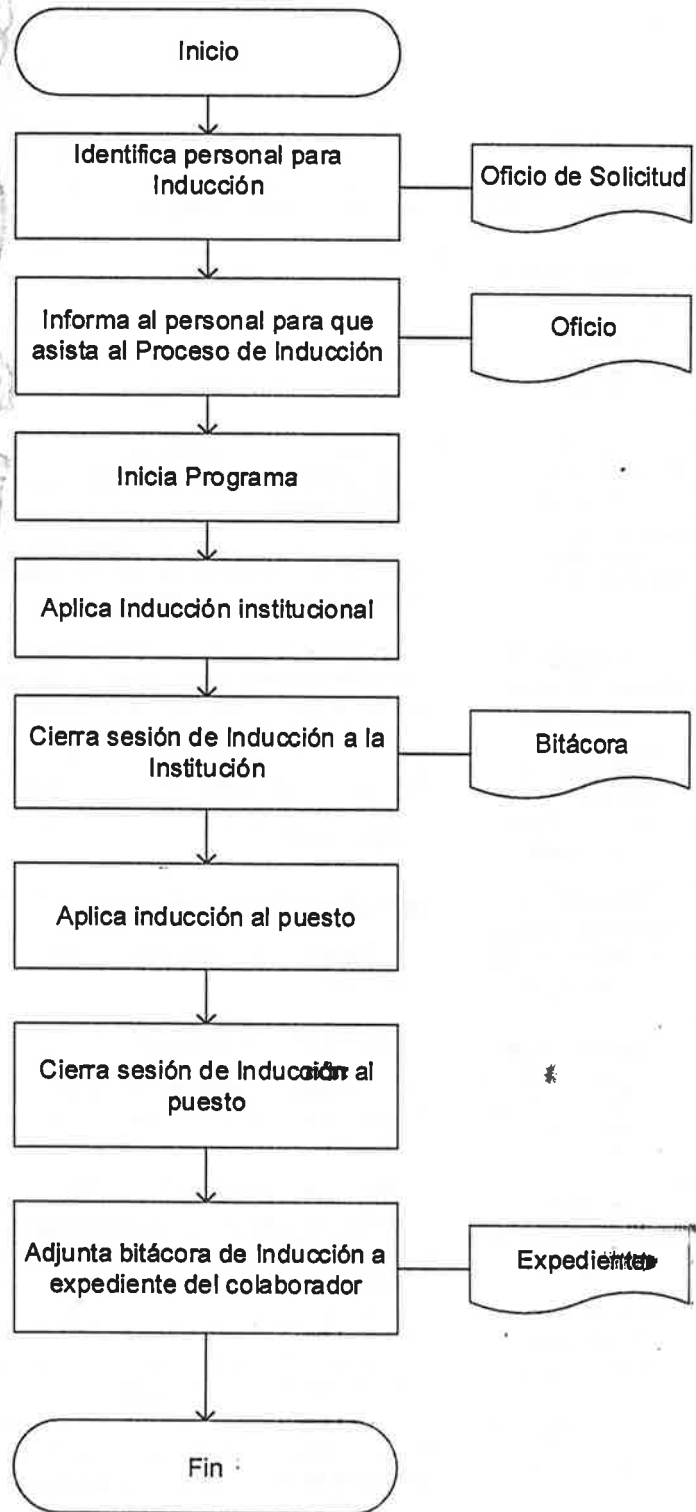 Inicio
Identifica personal para
Inducción
Oficio de Solicitud
Informa al personal para que
asista al Proceso de Inducción
Oficio
Inicia Programa
Aplica Inducción institucional
Cierra sesión de Inducción a la
Institución
Bitácora
Aplica inducción al puesto
Cierra sesión de Inducción al
puesto
Adjunta bitácora de Inducción a
expediente del colaborador
Expediente
Fin